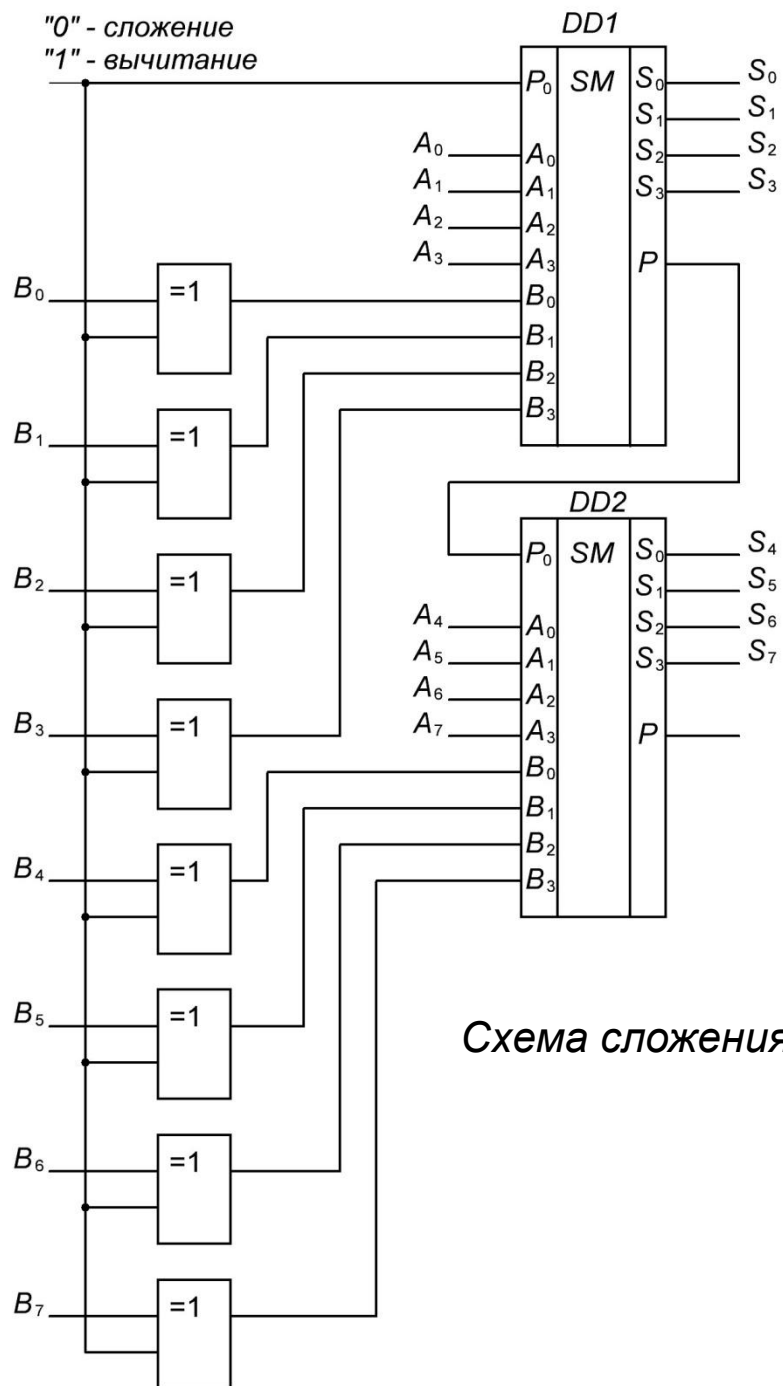 "0" - сложение
"1" - вычитание
DD1
P₀ SM S₀ S₀
S₁ S₁
A₀ A₀ S₂ S₂
A₁ A₁ S₃ S₃
A₂ A₂
A₃ A₃ P
B₀ =1 B₀
B₁
B₂
B₃
B₁ =1
DD2
P₀ SM S₀ S₄
S₁ S₅
B₂ =1
A₄ A₀ S₂ S₆
A₅ A₁ S₃ S₇
A₆ A₂
B₃ =1 A₇ A₃ P
B₀
B₁
B₂
B₄ =1 B₃
B₅ =1
Схема сложения
B₆ =1
B₇ =1